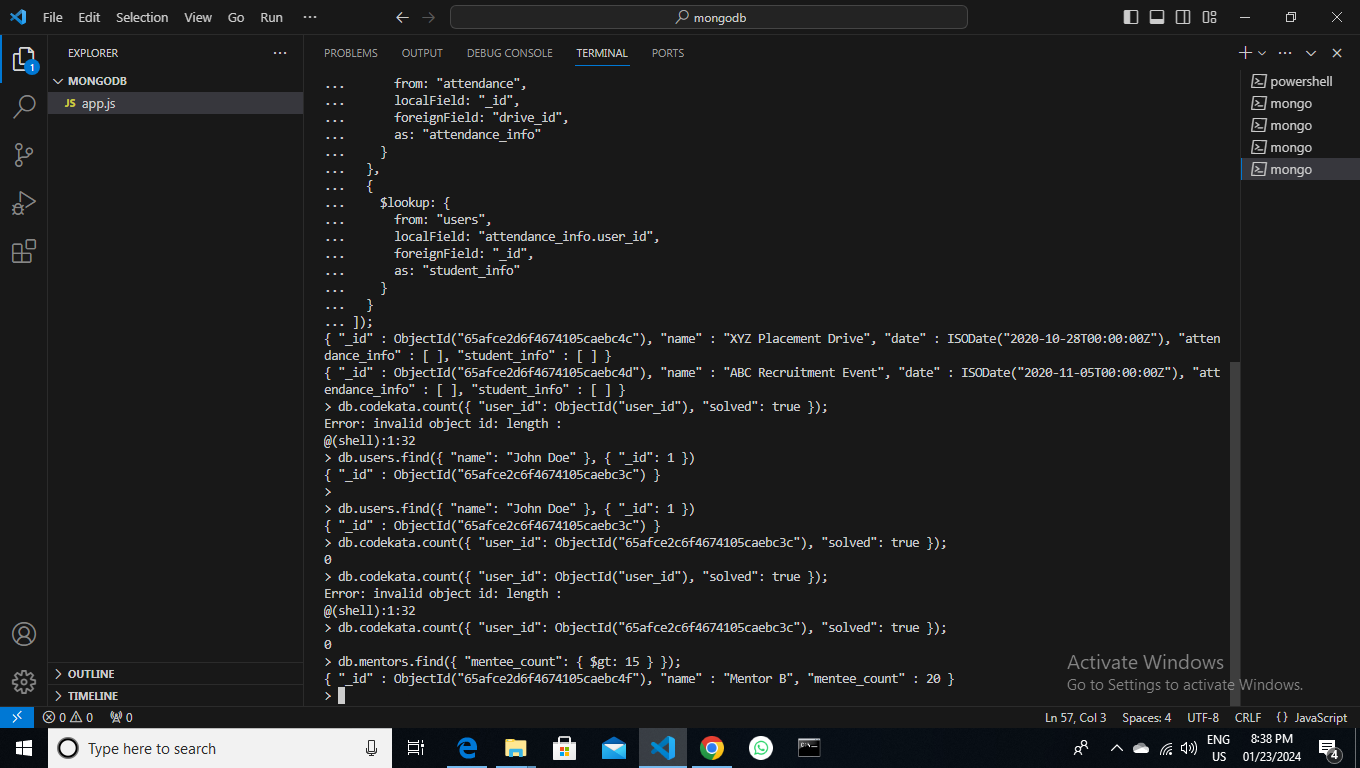 File Edit Selection View Go Run ··· mongodb
EXPLORER ···
MONGODB
JS app.js
OUTLINE
TIMELINE
1
PROBLEMS OUTPUT DEBUG CONSOLE TERMINAL PORTS
...       from: "attendance",
...       localField: "_id",
...       foreignField: "drive_id",
...       as: "attendance_info"
...     }
...   },
...   {
...     $lookup: {
...       from: "users",
...       localField: "attendance_info.user_id",
...       foreignField: "_id",
...       as: "student_info"
...     }
...   }
... ]);
{ "_id" : ObjectId("65afce2d6f4674105caebc4c"), "name" : "XYZ Placement Drive", "date" : ISODate("2020-10-28T00:00:00Z"), "atten
dance_info" : [ ], "student_info" : [ ] }
{ "_id" : ObjectId("65afce2d6f4674105caebc4d"), "name" : "ABC Recruitment Event", "date" : ISODate("2020-11-05T00:00:00Z"), "att
endance_info" : [ ], "student_info" : [ ] }
> db.codekata.count({ "user_id": ObjectId("user_id"), "solved": true });
Error: invalid object id: length :
@(shell):1:32
> db.users.find({ "name": "John Doe" }, { "_id": 1 })
{ "_id" : ObjectId("65afce2c6f4674105caebc3c") }
>
> db.users.find({ "name": "John Doe" }, { "_id": 1 })
{ "_id" : ObjectId("65afce2c6f4674105caebc3c") }
> db.codekata.count({ "user_id": ObjectId("65afce2c6f4674105caebc3c"), "solved": true });
0
> db.codekata.count({ "user_id": ObjectId("user_id"), "solved": true });
Error: invalid object id: length :
@(shell):1:32
> db.codekata.count({ "user_id": ObjectId("65afce2c6f4674105caebc3c"), "solved": true });
0
> db.mentors.find({ "mentee_count": { $gt: 15 } });
{ "_id" : ObjectId("65afce2d6f4674105caebc4f"), "name" : "Mentor B", "mentee_count" : 20 }
>
powershell
mongo
mongo
mongo
mongo
Activate Windows
Go to Settings to activate Windows.
0 0 0 Ln 57, Col 3 Spaces: 4 UTF-8 CRLF {} JavaScript
Type here to search
ENG
US
8:38 PM
01/23/2024
4